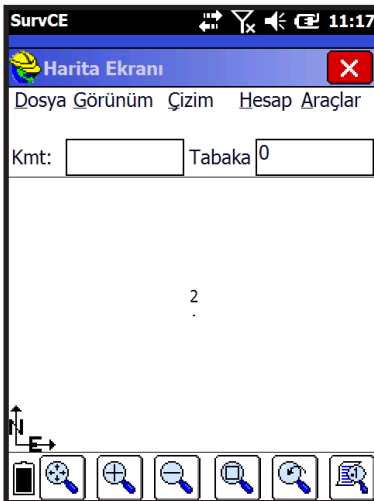 SurvCE 11:17
Harita Ekranı
Dosya Görünüm Çizim Hesap Araçlar
Kmt: Tabaka 0
2
N
E